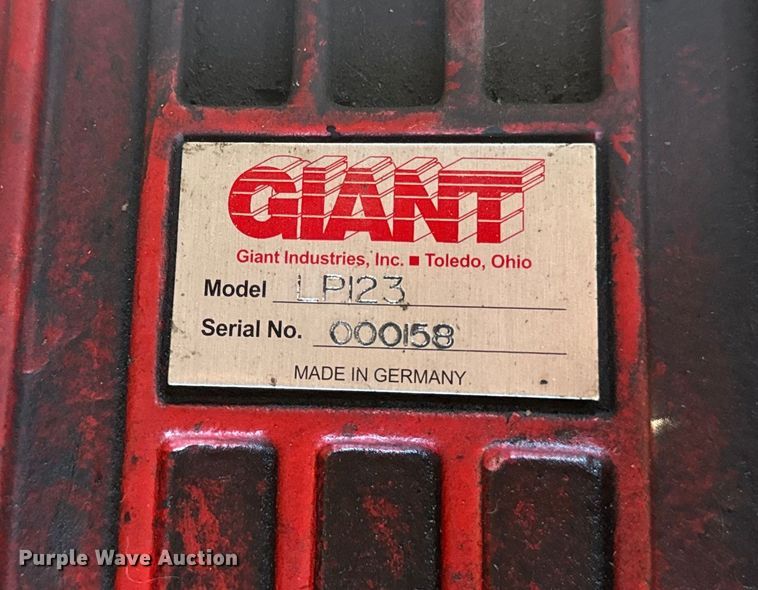 GIANT
Giant Industries, Inc. ■ Toledo, Ohio
Model LP123
Serial No. 000158
MADE IN GERMANY
Purple Wave Auction